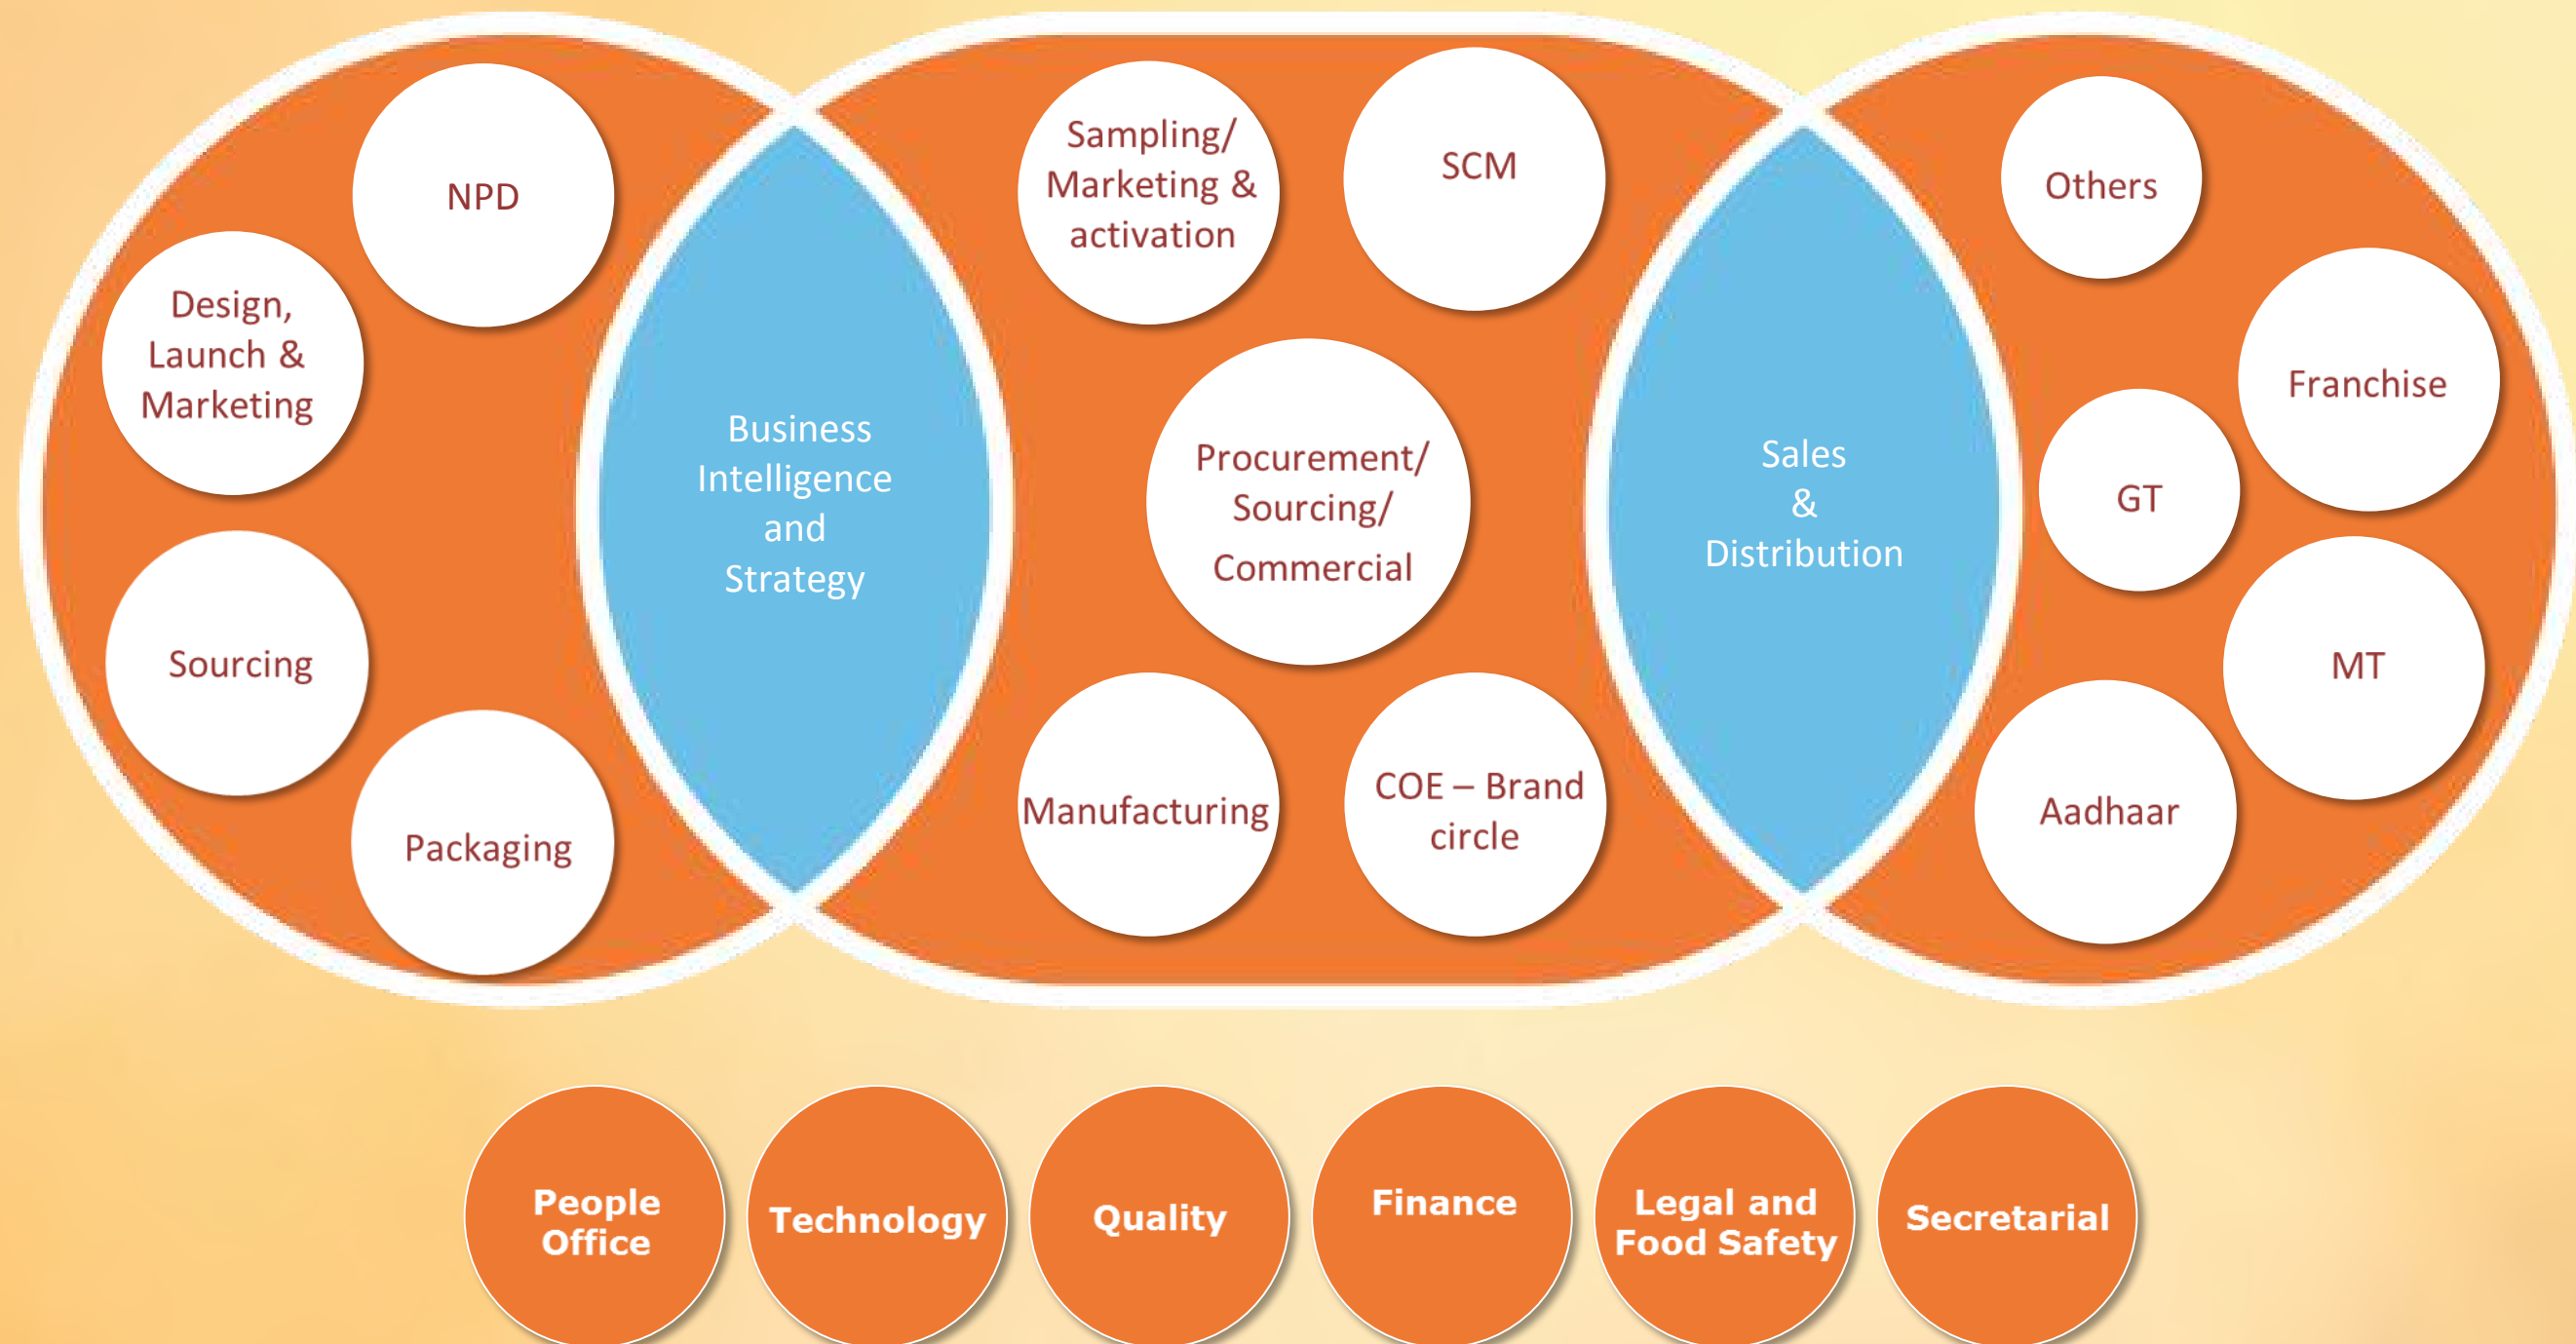 NPD
Design,
Launch &
Marketing
Sourcing
Packaging
Business
Intelligence
and
Strategy
Sampling/
Marketing &
activation
SCM
Procurement/
Sourcing/
Commercial
Manufacturing
COE – Brand
circle
Sales
&
Distribution
Others
Franchise
GT
MT
Aadhaar
People
Office
Technology
Quality
Finance
Legal and
Food Safety
Secretarial